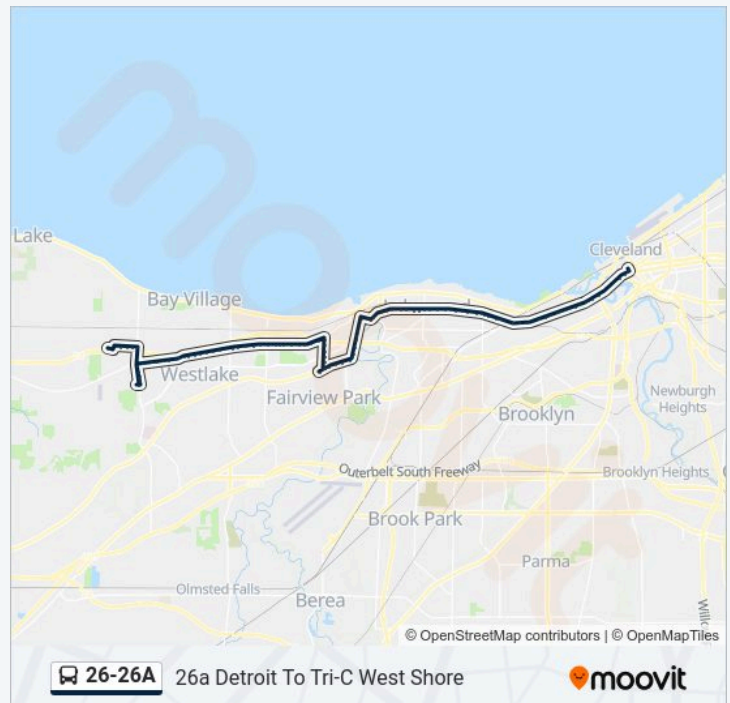 Cleveland
Lake
Bay Village
Westlake
Fairview Park
Newburgh
Heights
Brooklyn
Outerbelt South Freeway
Brooklyn Heights
Brook Park
Parma
Olmsted Falls
Berea
© OpenStreetMap contributors | © OpenMapTiles
26-26A
26a Detroit To Tri-C West Shore
moovit